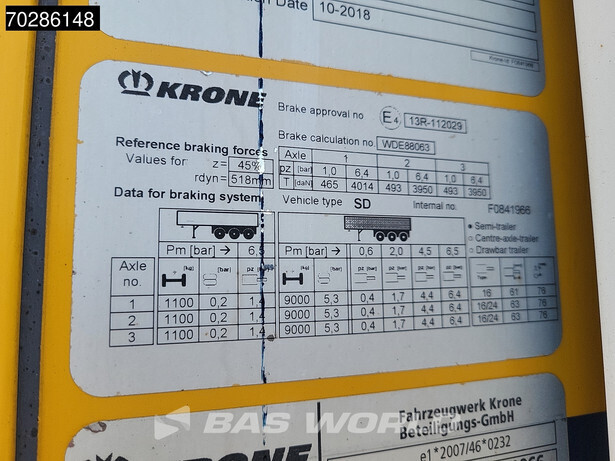 70286148
Date 10-2018
KRONE
Brake approval no E4 13R-112029
Brake calculation no. WDE88063
Reference braking forces
Values for z= 45%
rdyn= 518mm
Axle 1 2 3
pz [bar] 1,0 6,4 1,0 6,4 1,0 6,4
T [daN] 465 4014 493 3950 493 3950
Data for braking system
Vehicle type SD Internal no. F0841966
Semi-trailer
Centre-axle-trailer
Drawbar trailer
Pm [bar] → 6,5 Pm [bar] → 0,6 2,0 4,5 6,5
Axle no. [kg] [bar] [kg] [bar]
1 1100 0,2 1,4 9000 5,3 0,4 1,7 4,4 6,4 16 61 76
2 1100 0,2 1,4 9000 5,3 0,4 1,7 4,4 6,4 16/24 63 76
3 1100 0,2 1,4 9000 5,3 0,4 1,7 4,4 6,4 16/24 63 76
BAS WORLD
KRONE
Fahrzeugwerk Krone
Beteiligungs-GmbH
e1*2007/46*0232